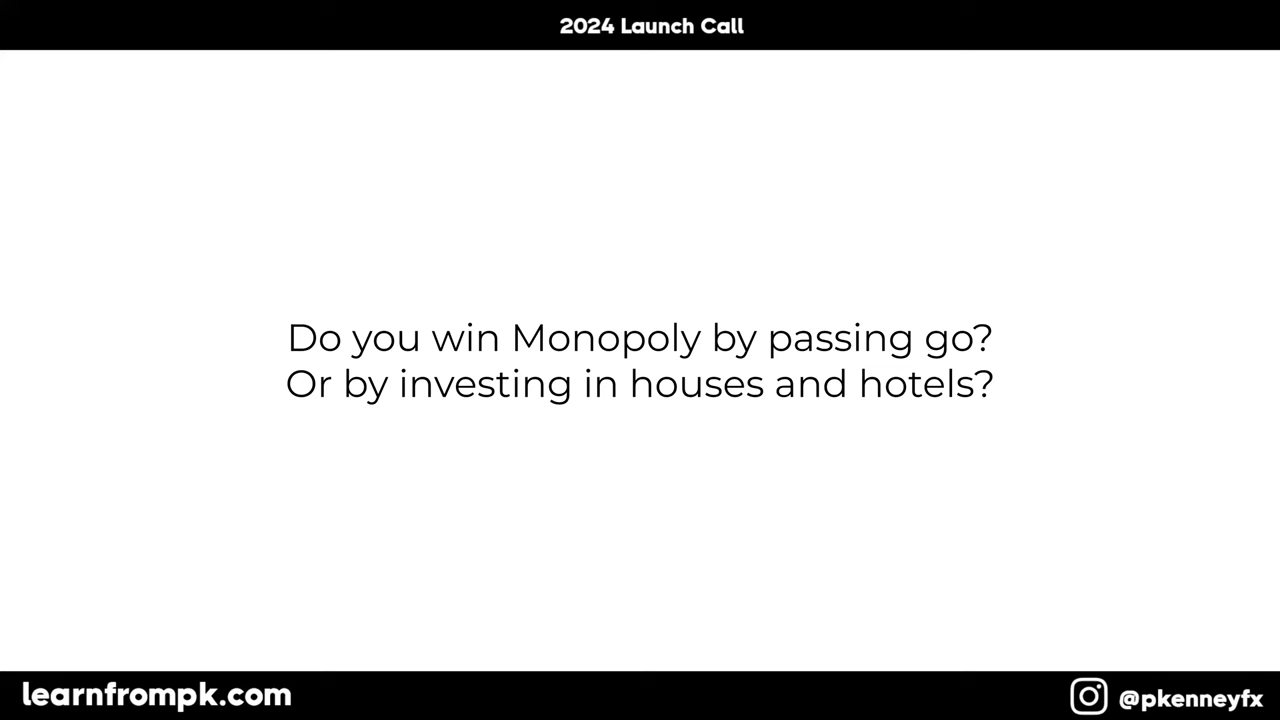 2024 Launch Call
Do you win Monopoly by passing go?
Or by investing in houses and hotels?
learnfrompk.com
@pkenneyfx